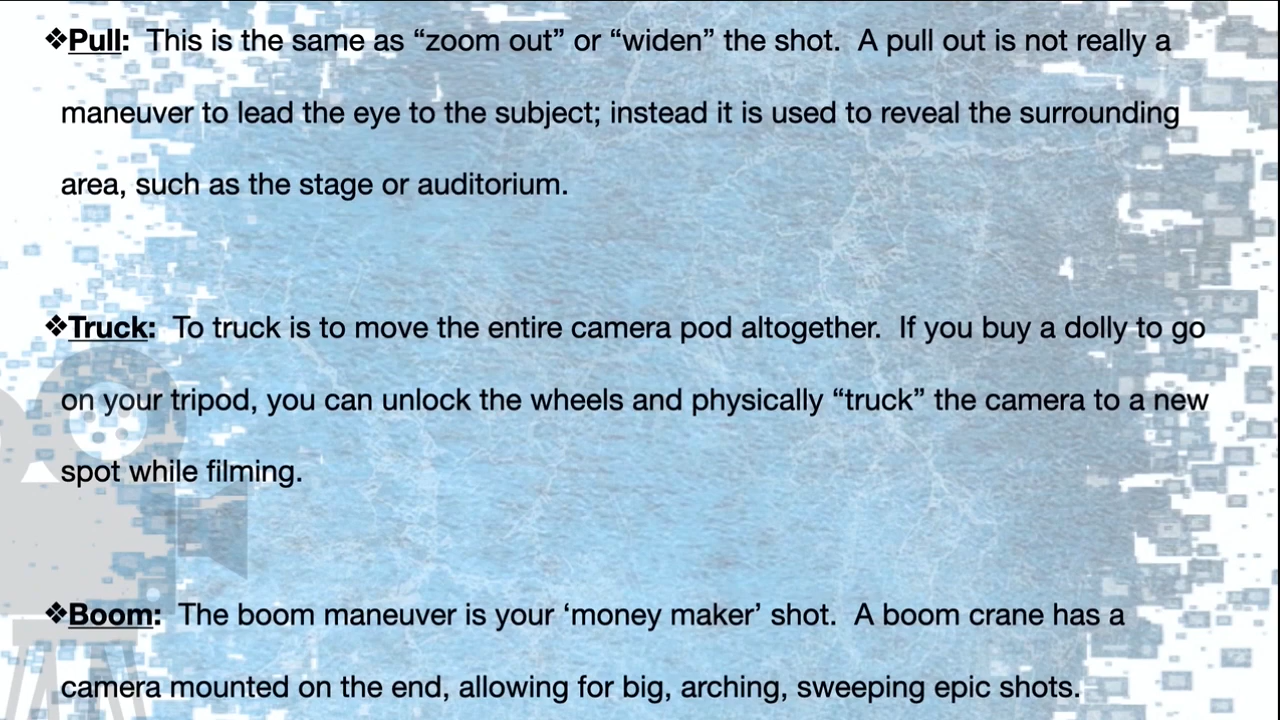 ❖Pull:  This is the same as “zoom out” or “widen” the shot.  A pull out is not really a
maneuver to lead the eye to the subject; instead it is used to reveal the surrounding
area, such as the stage or auditorium.
❖Truck:  To truck is to move the entire camera pod altogether.  If you buy a dolly to go
on your tripod, you can unlock the wheels and physically “truck” the camera to a new
spot while filming.
❖Boom:  The boom maneuver is your ‘money maker’ shot.  A boom crane has a
camera mounted on the end, allowing for big, arching, sweeping epic shots.